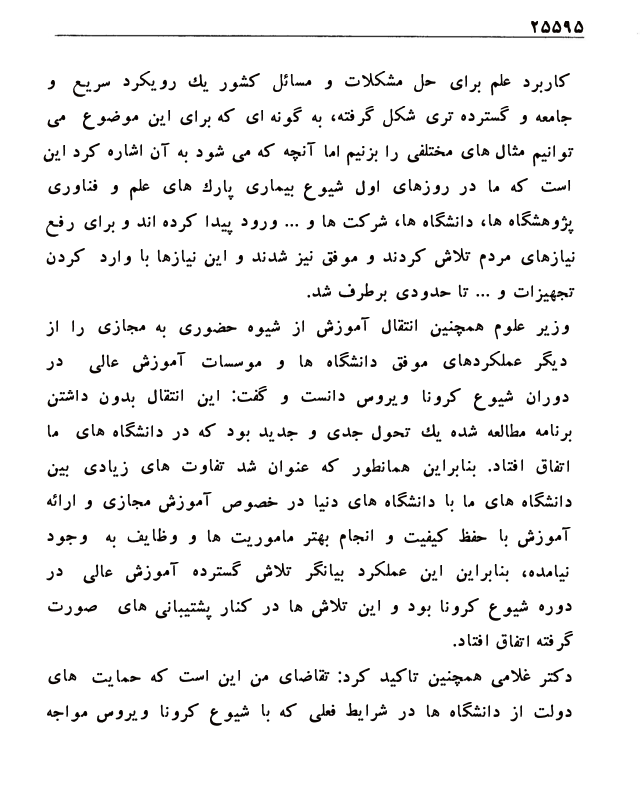 ۲۵۵۹۵
کاربرد علم برای حل مشکلات و مسائل کشور یك رویکرد سریع و
جامعه و گسترده تری شکل گرفته، به گونه ای که برای این موضوع می
توانیم مثال های مختلفی را بزنیم اما آنچه که می شود به آن اشاره کرد این
است که ما در روزهای اول شیوع بیماری پارك های علم و فناوری
پژوهشگاه ها، دانشگاه ها، شرکت ها و ... ورود پیدا کرده اند و برای رفع
نیازهای مردم تلاش کردند و موفق نیز شدند و این نیازها با وارد کردن
تجهیزات و ... تا حدودی برطرف شد.
وزیر علوم همچنین انتقال آموزش از شیوه حضوری به مجازی را از
دیگر عملکردهای موفق دانشگاه ها و موسسات آموزش عالی در
دوران شیوع کرونا ویروس دانست و گفت: این انتقال بدون داشتن
برنامه مطالعه شده یك تحول جدی و جدید بود که در دانشگاه های ما
اتفاق افتاد. بنابراین همانطور که عنوان شد تفاوت های زیادی بین
دانشگاه های ما با دانشگاه های دنیا در خصوص آموزش مجازی و ارائه
آموزش با حفظ کیفیت و انجام بهتر ماموریت ها و وظایف به وجود
نیامده، بنابراین این عملکرد بیانگر تلاش گسترده آموزش عالی در
دوره شیوع کرونا بود و این تلاش ها در کنار پشتیبانی های صورت
گرفته اتفاق افتاد.
دکتر غلامی همچنین تاکید کرد: تقاضای من این است که حمایت های
دولت از دانشگاه ها در شرایط فعلی که با شیوع کرونا ویروس مواجه